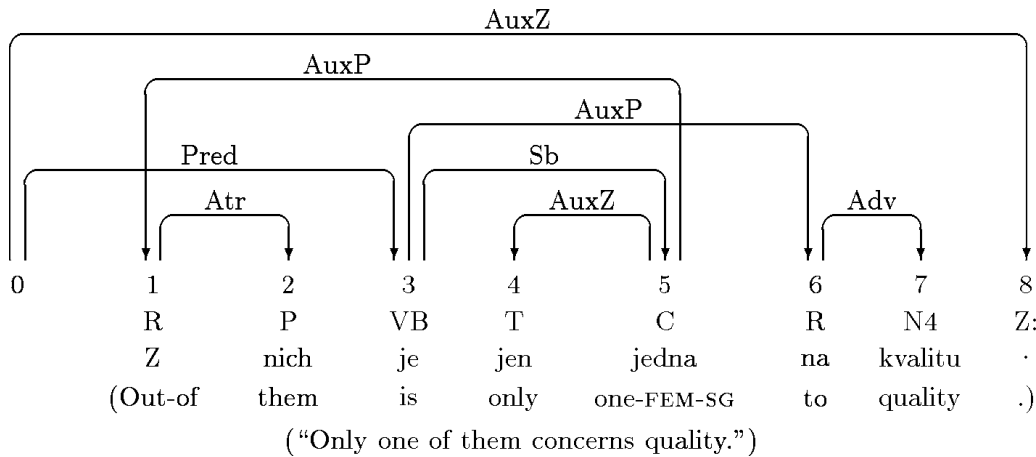 AuxZ
AuxP
AuxP
Pred Sb
Atr AuxZ Adv
0 1 2 3 4 5 6 7 8
R P VB T C R N4 Z:
Z nich je jen jedna na kvalitu .
(Out-of them is only one-FEM-SG to quality .)
(“Only one of them concerns quality.”)